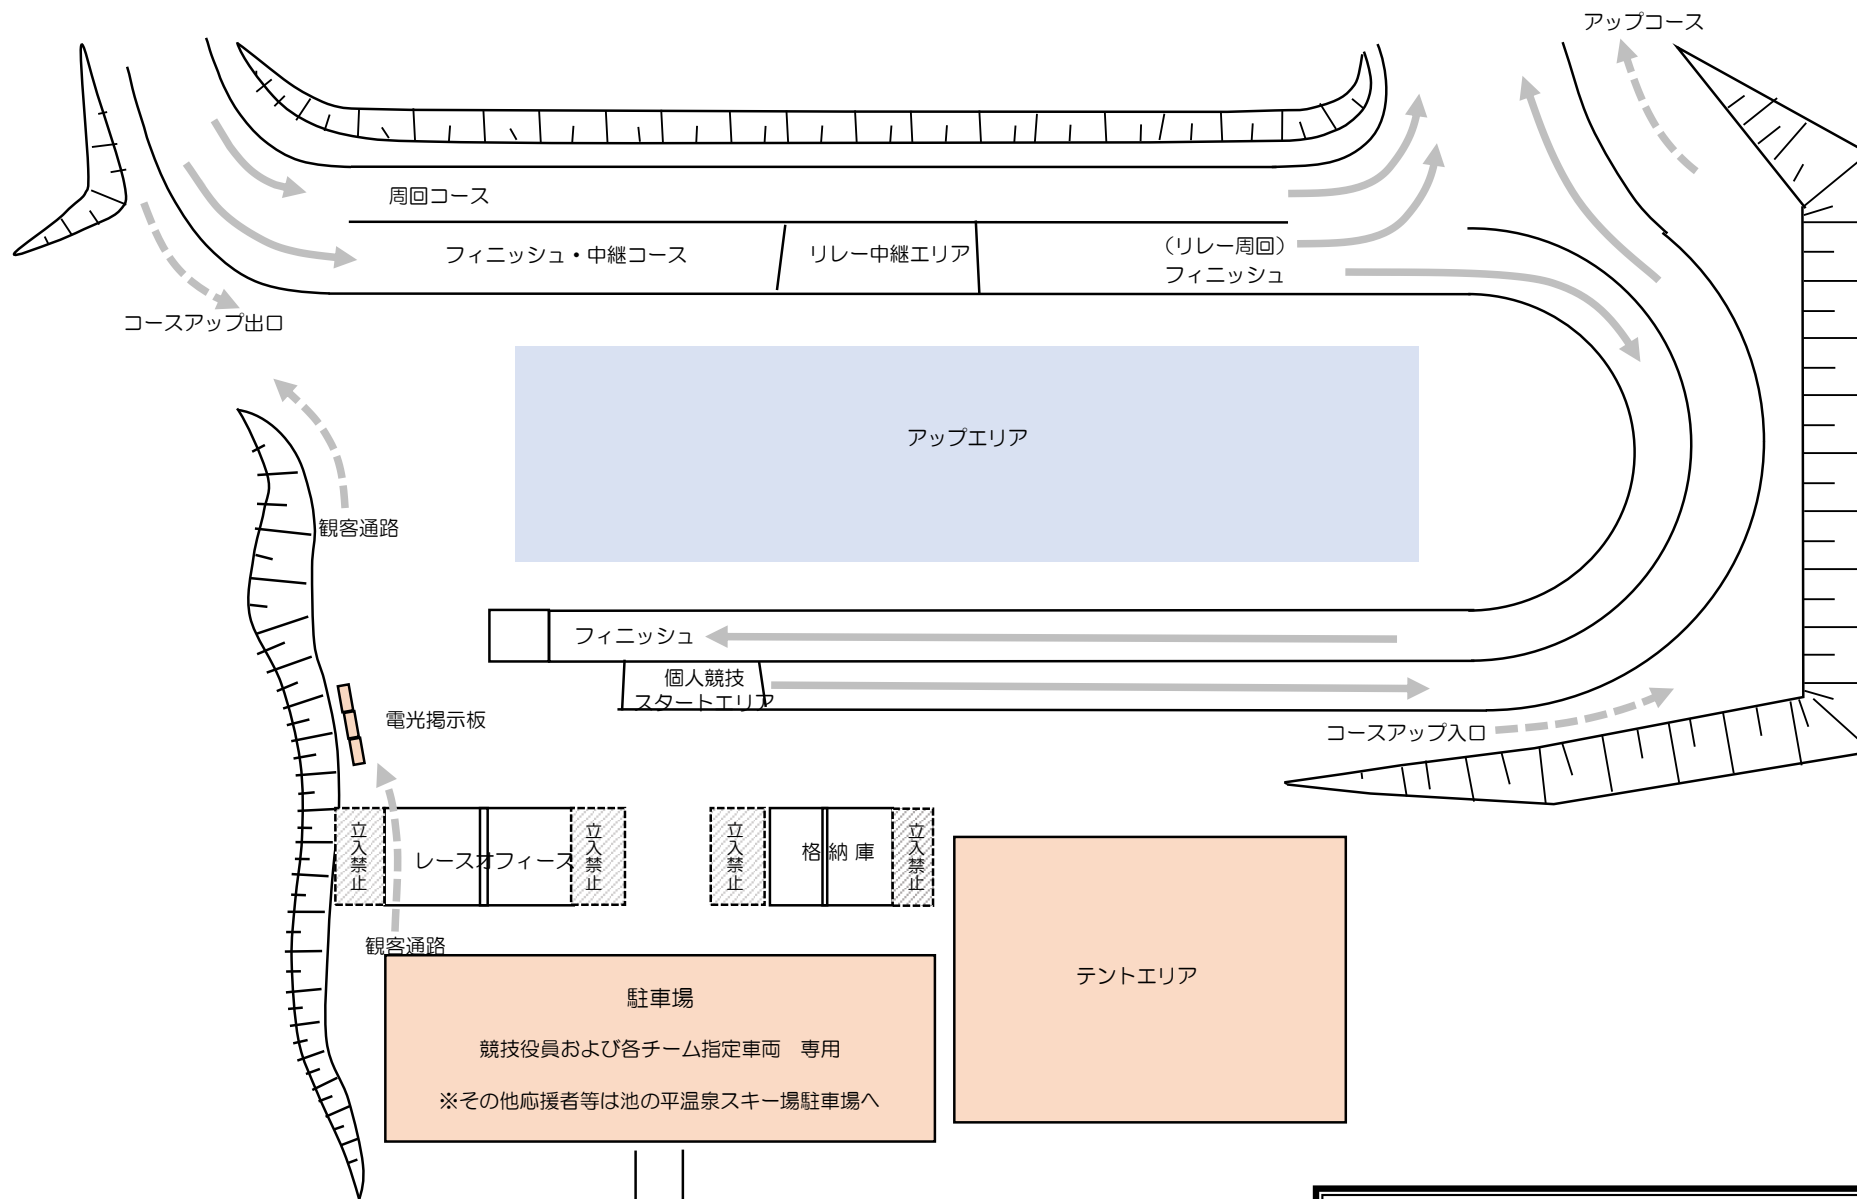 アップコース
周回コース
フィニッシュ・中継コース
リレー中継エリア
（リレー周回）
フィニッシュ
コースアップ出口
アップエリア
観客通路
フィニッシュ
個人競技
スタートエリア
電光掲示板
コースアップ入口
立入禁止
レースオフィース
立入禁止
立入禁止
格 納 庫
立入禁止
観客通路
駐車場
競技役員および各チーム指定車両　専用
※その他応援者等は池の平温泉スキー場駐車場へ
テントエリア